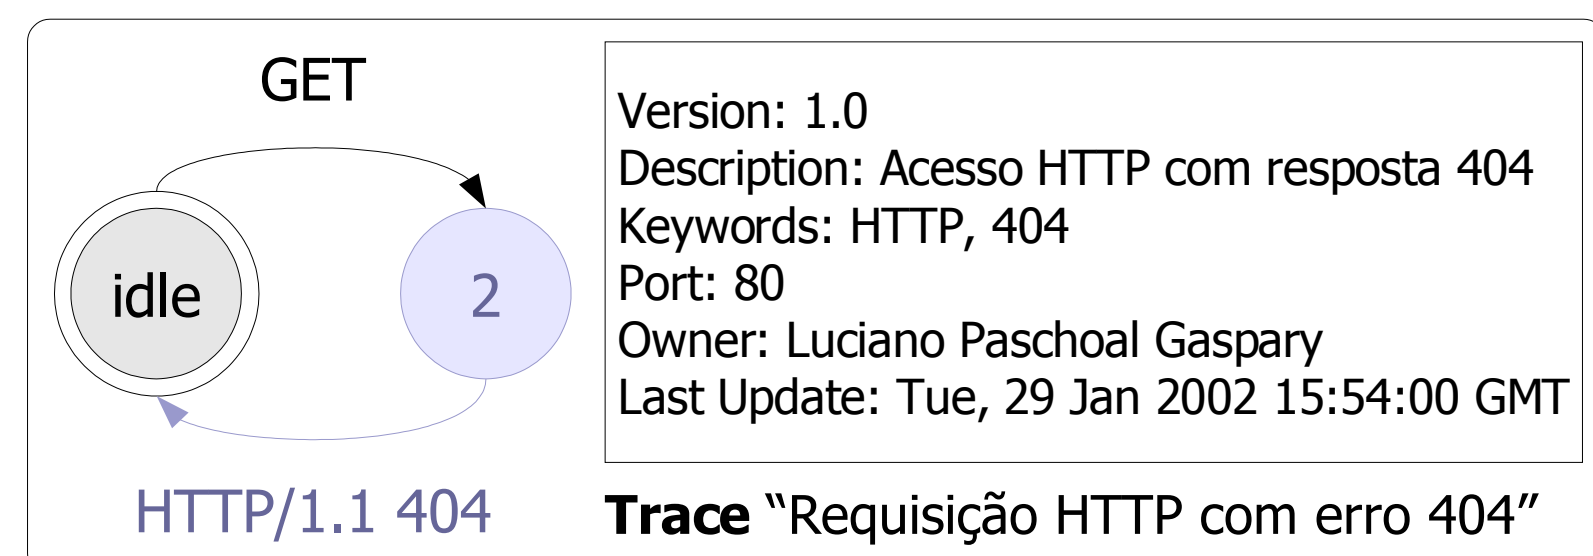 GET
idle
2
HTTP/1.1 404
Version: 1.0
Description: Acesso HTTP com resposta 404
Keywords: HTTP, 404
Port: 80
Owner: Luciano Paschoal Gaspary
Last Update: Tue, 29 Jan 2002 15:54:00 GMT
Trace “Requisição HTTP com erro 404”